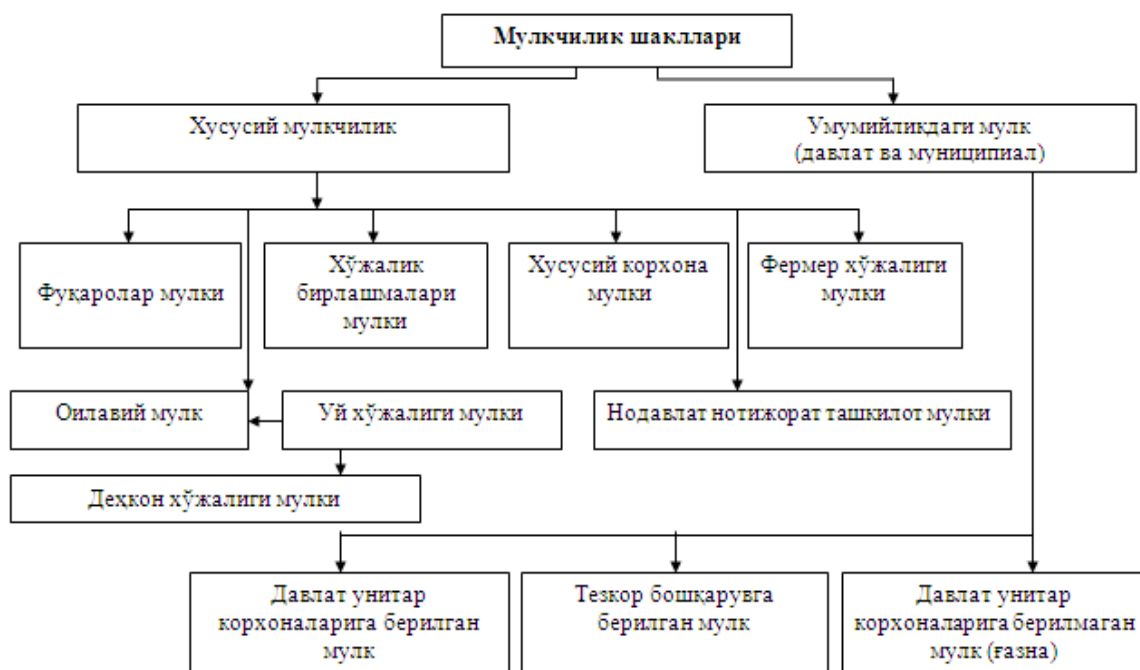 Мулкчилик шакллари
Хусусий мулкчилик
Умумийликдаги мулк
(давлат ва муниципиал)
Фуқаролар мулки
Хўжалик
бирлашмалари
мулки
Хусусий корхона
мулки
Фермер хўжалиги
мулки
Оилавий мулк
Уй хўжалиги мулки
Нодавлат нотижорат ташкилот мулки
Деҳкон хўжалиги мулки
Давлат унитар
корхоналарига берилган
мулк
Тезкор бошқарувга
берилган мулк
Давлат унитар
корхоналарига берилмаган
мулк (ғазна)